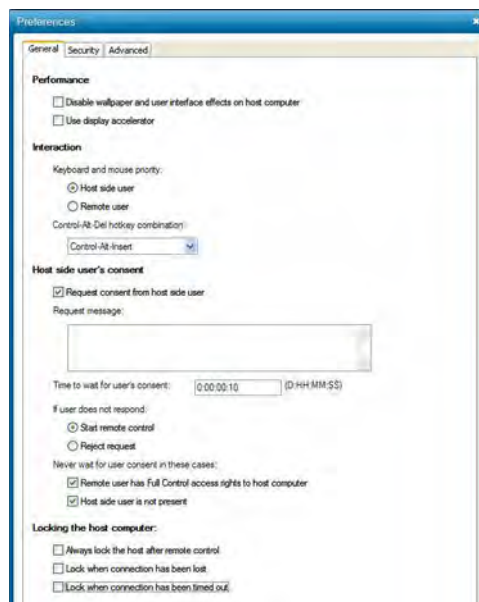 Preferences
General Security Advanced
Performance
Disable wallpaper and user interface effects on host computer
Use display accelerator
Interaction
Keyboard and mouse priority:
Host side user
Remote user
Control-Alt-Del hotkey combination:
Control-Alt-Insert
Host side user's consent
Request consent from host side user
Request message:
Time to wait for user's consent: 0:00:00:10 (D:HH:MM:SS)
If user does not respond:
Start remote control
Reject request
Never wait for user consent in these cases:
Remote user has Full Control access rights to host computer
Host side user is not present
Locking the host computer:
Always lock the host after remote control
Lock when connection has been lost
Lock when connection has been timed out